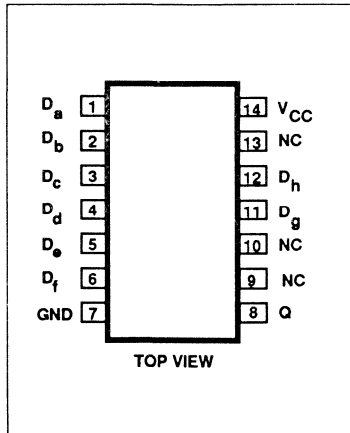 Da 1 14 VCC
Db 2 13 NC
Dc 3 12 Dh
Dd 4 11 Dg
De 5 10 NC
Df 6 9 NC
GND 7 8 Q
TOP VIEW